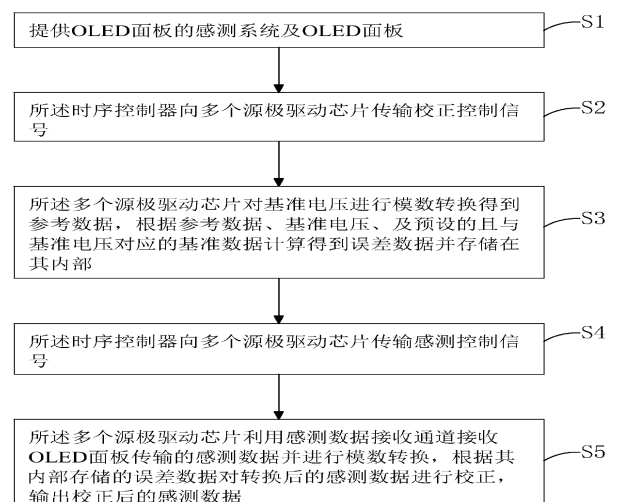 提供OLED面板的感测系统及OLED面板
S1
所述时序控制器向多个源极驱动芯片传输校正控制信
号
S2
所述多个源极驱动芯片对基准电压进行模数转换得到
参考数据，根据参考数据、基准电压、及预设的且与
基准电压对应的基准数据计算得到误差数据并存储在
其内部
S3
所述时序控制器向多个源极驱动芯片传输感测控制信
号
S4
所述多个源极驱动芯片利用感测数据接收通道接收
OLED面板传输的感测数据并进行模数转换，根据其
内部存储的误差数据对转换后的感测数据进行校正，
输出校正后的感测数据
S5